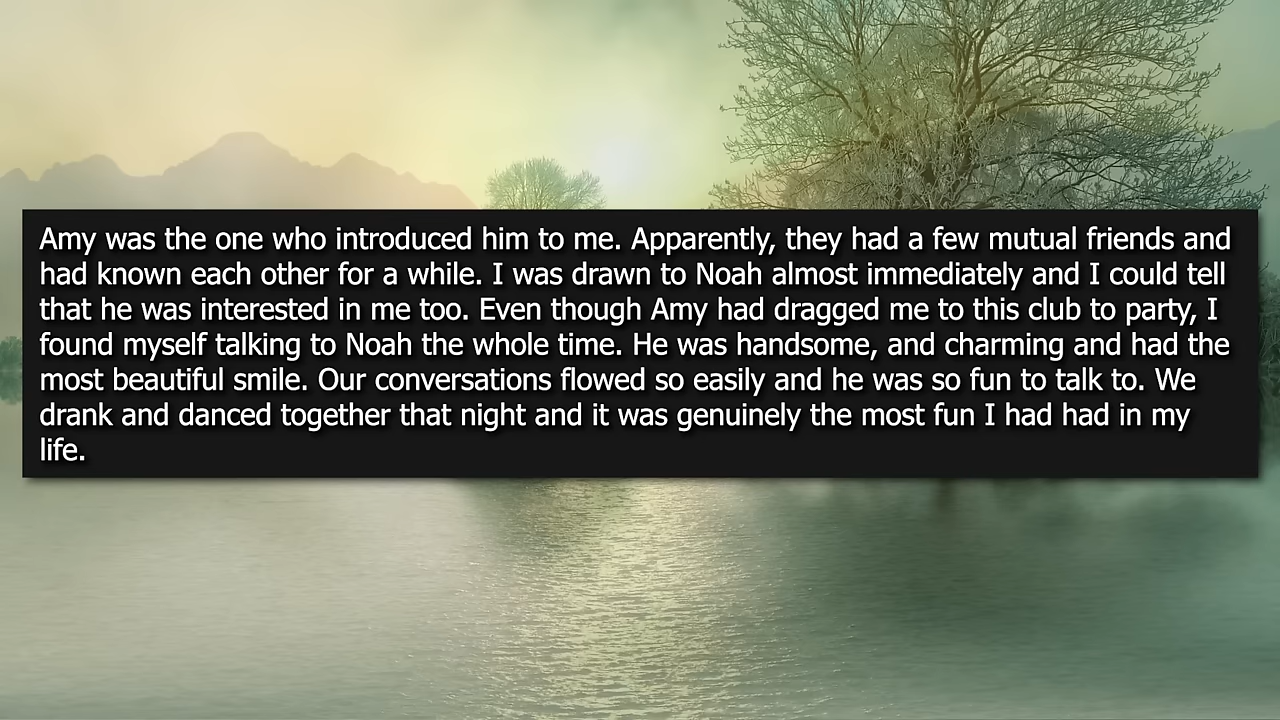 Amy was the one who introduced him to me. Apparently, they had a few mutual friends and
had known each other for a while. I was drawn to Noah almost immediately and I could tell
that he was interested in me too. Even though Amy had dragged me to this club to party, I
found myself talking to Noah the whole time. He was handsome, and charming and had the
most beautiful smile. Our conversations flowed so easily and he was so fun to talk to. We
drank and danced together that night and it was genuinely the most fun I had had in my
life.